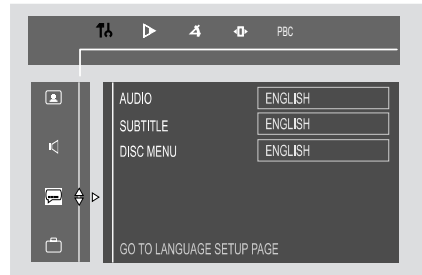 PBC
AUDIO ENGLISH
SUBTITLE ENGLISH
DISC MENU ENGLISH
GO TO LANGUAGE SETUP PAGE